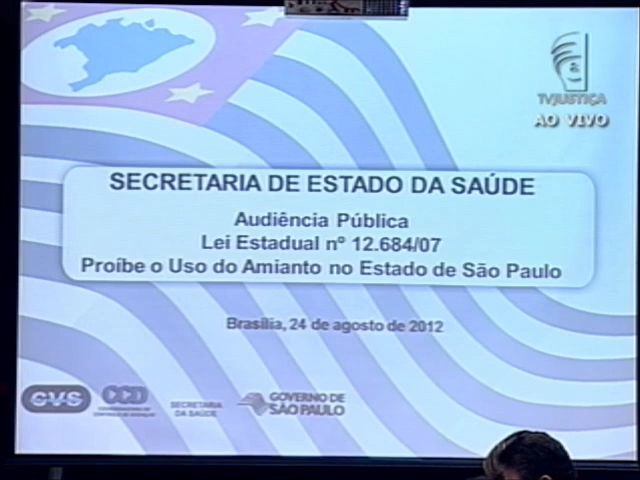 TVJUSTIÇA
AO VIVO
SECRETARIA DE ESTADO DA SAÚDE
Audiência Pública
Lei Estadual nº 12.684/07
Proíbe o Uso do Amianto no Estado de São Paulo
Brasília, 24 de agosto de 2012
CVS
CCD
SECRETARIA
DA SAÚDE
GOVERNO DE
SÃO PAULO